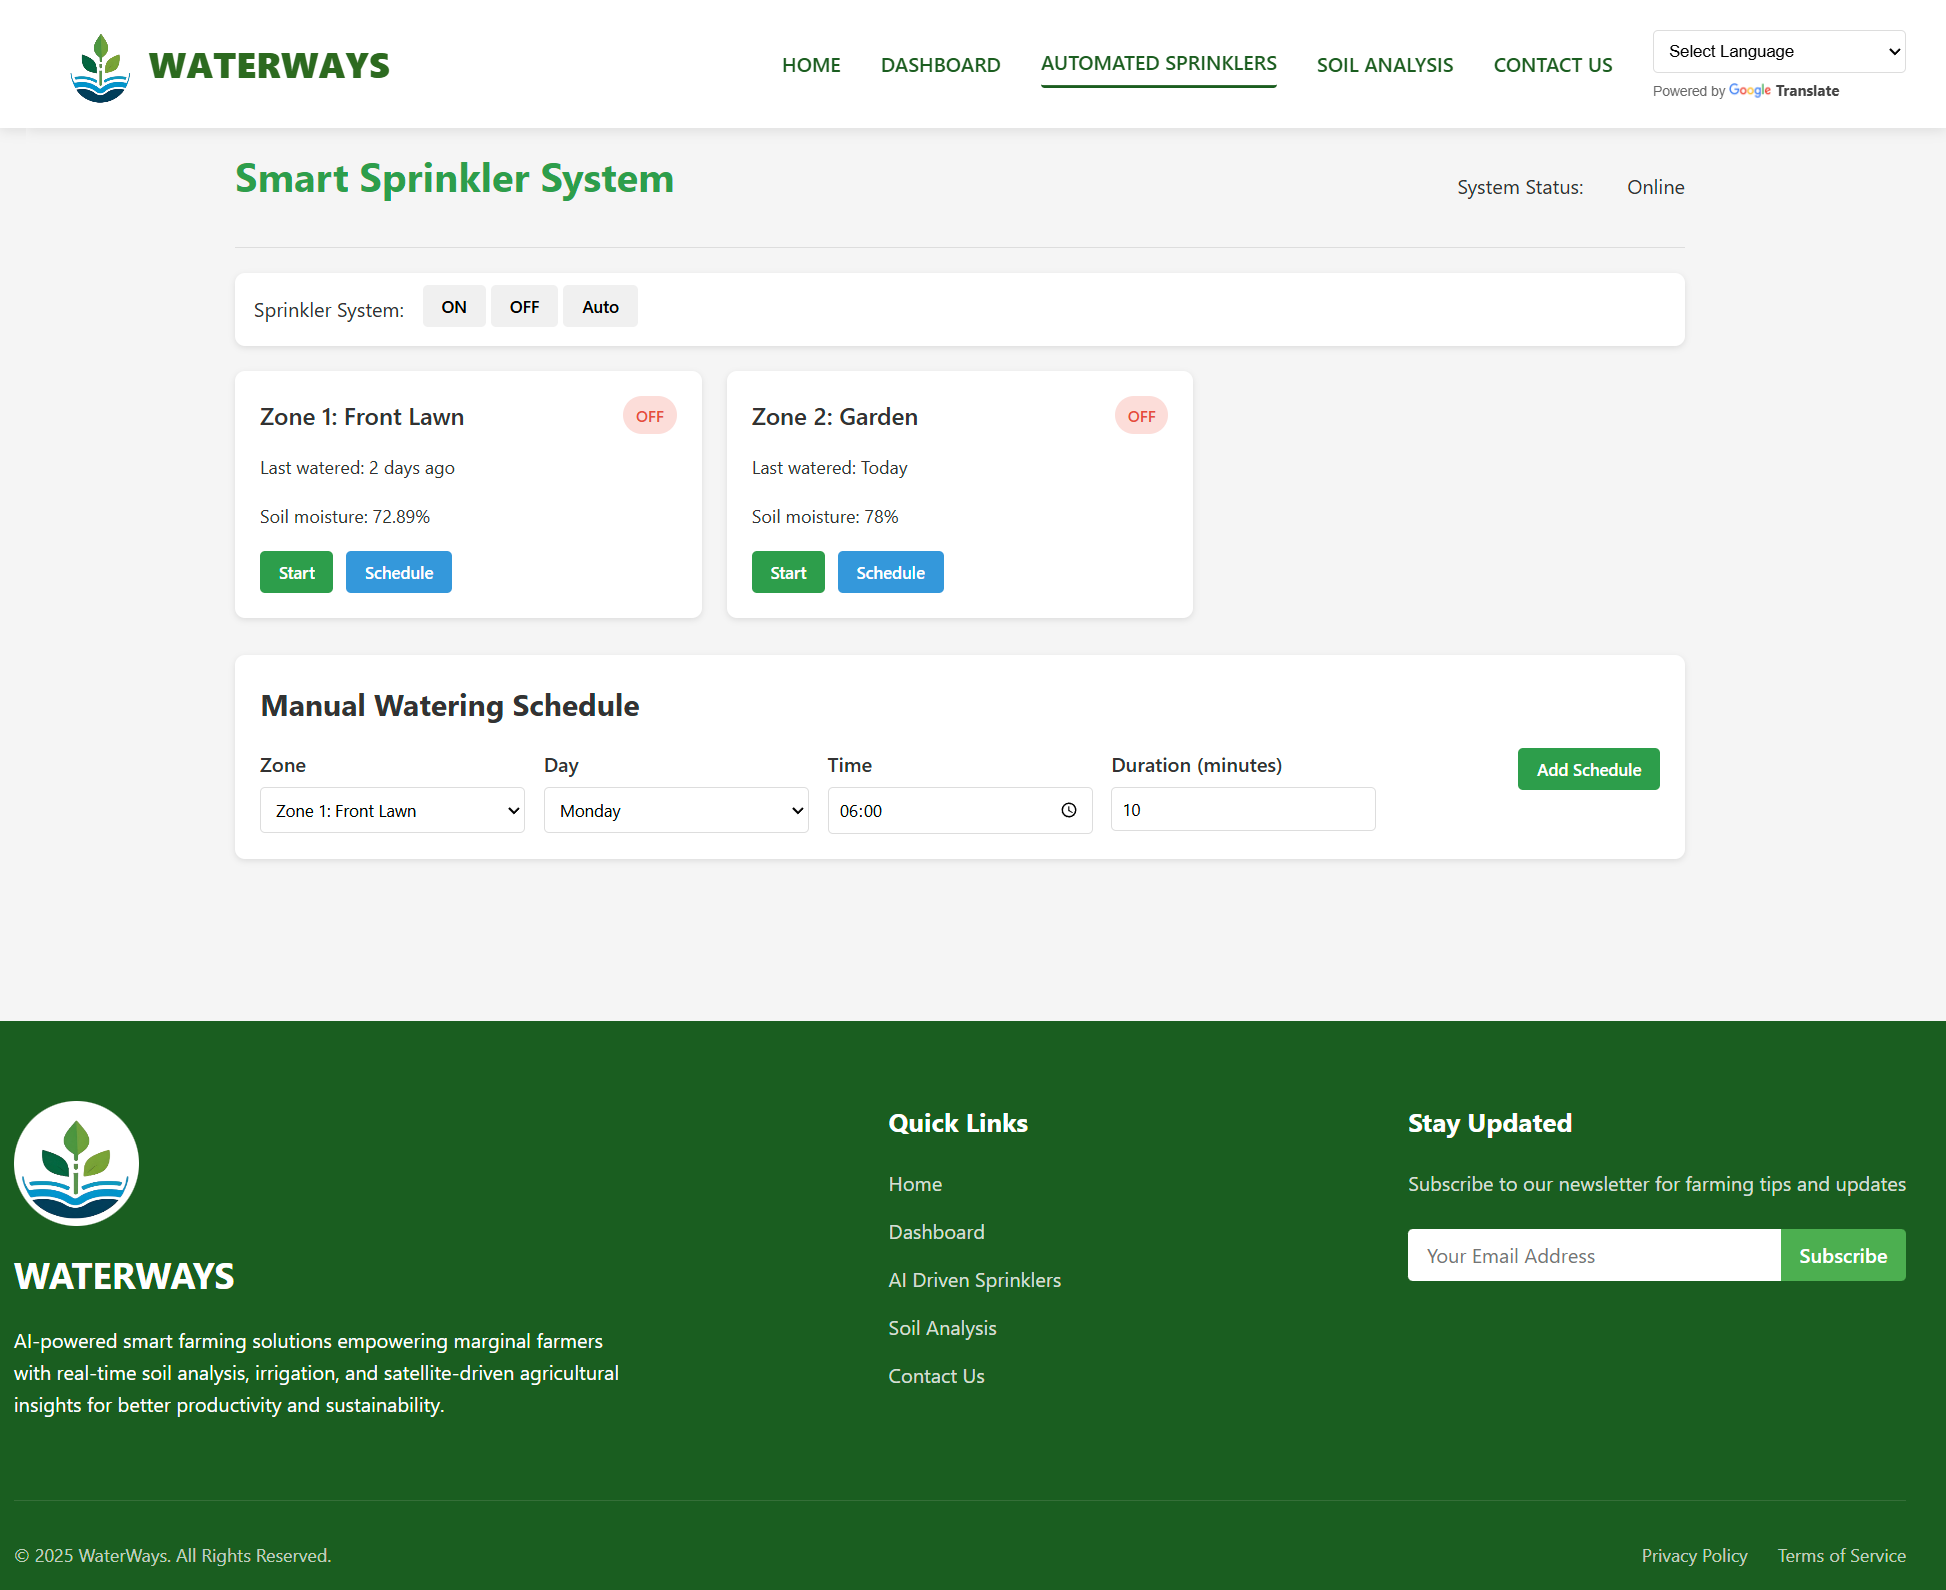 WATERWAYS
HOME DASHBOARD AUTOMATED SPRINKLERS SOIL ANALYSIS CONTACT US
Select Language
Powered by Google Translate
Smart Sprinkler System
System Status: Online
Sprinkler System: ON OFF Auto
Zone 1: Front Lawn OFF
Last watered: 2 days ago
Soil moisture: 72.89%
Start Schedule
Zone 2: Garden OFF
Last watered: Today
Soil moisture: 78%
Start Schedule
Manual Watering Schedule
Zone Day Time Duration (minutes)
Zone 1: Front Lawn Monday 06:00 10
Add Schedule
WATERWAYS
AI-powered smart farming solutions empowering marginal farmers
with real-time soil analysis, irrigation, and satellite-driven agricultural
insights for better productivity and sustainability.
Quick Links
Home
Dashboard
AI Driven Sprinklers
Soil Analysis
Contact Us
Stay Updated
Subscribe to our newsletter for farming tips and updates
Your Email Address Subscribe
© 2025 WaterWays. All Rights Reserved.
Privacy Policy Terms of Service